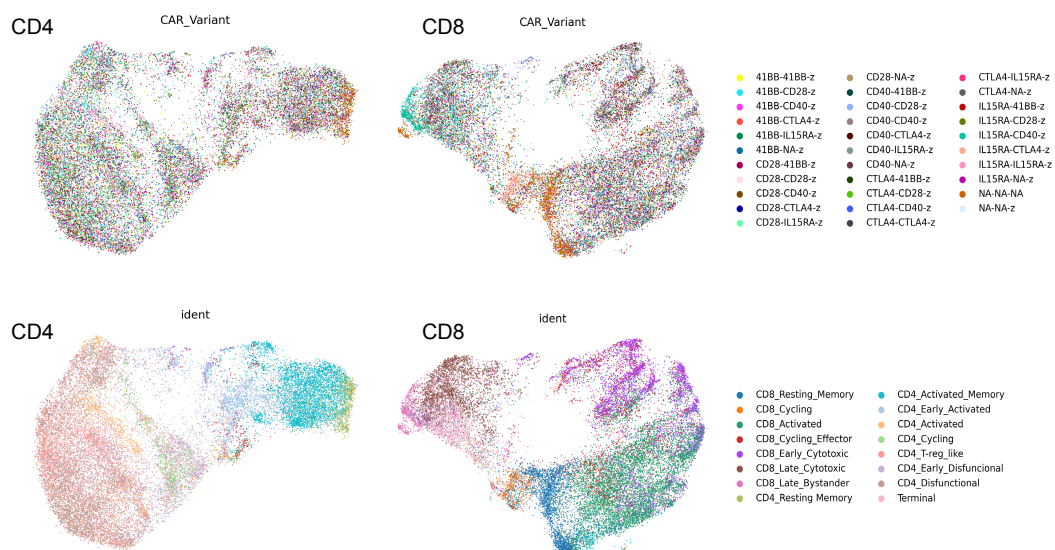 CD4
CAR_Variant
CD8
CAR_Variant
41BB-41BB-z
41BB-CD28-z
41BB-CD40-z
41BB-CTLA4-z
41BB-IL15RA-z
41BB-NA-z
CD28-41BB-z
CD28-CD28-z
CD28-CD40-z
CD28-CTLA4-z
CD28-IL15RA-z
CD28-NA-z
CD40-41BB-z
CD40-CD28-z
CD40-CD40-z
CD40-CTLA4-z
CD40-IL15RA-z
CD40-NA-z
CTLA4-41BB-z
CTLA4-CD28-z
CTLA4-CD40-z
CTLA4-CTLA4-z
CTLA4-IL15RA-z
CTLA4-NA-z
IL15RA-41BB-z
IL15RA-CD28-z
IL15RA-CD40-z
IL15RA-CTLA4-z
IL15RA-IL15RA-z
IL15RA-NA-z
NA-NA-NA
NA-NA-z
CD4
ident
CD8
ident
CD8_Resting_Memory
CD8_Cycling
CD8_Activated
CD8_Cycling_Effector
CD8_Early_Cytotoxic
CD8_Late_Cytotoxic
CD8_Late_Bystander
CD4_Resting Memory
CD4_Activated_Memory
CD4_Early_Activated
CD4_Activated
CD4_Cycling
CD4_T-reg_like
CD4_Early_Disfuncional
CD4_Disfunctional
Terminal